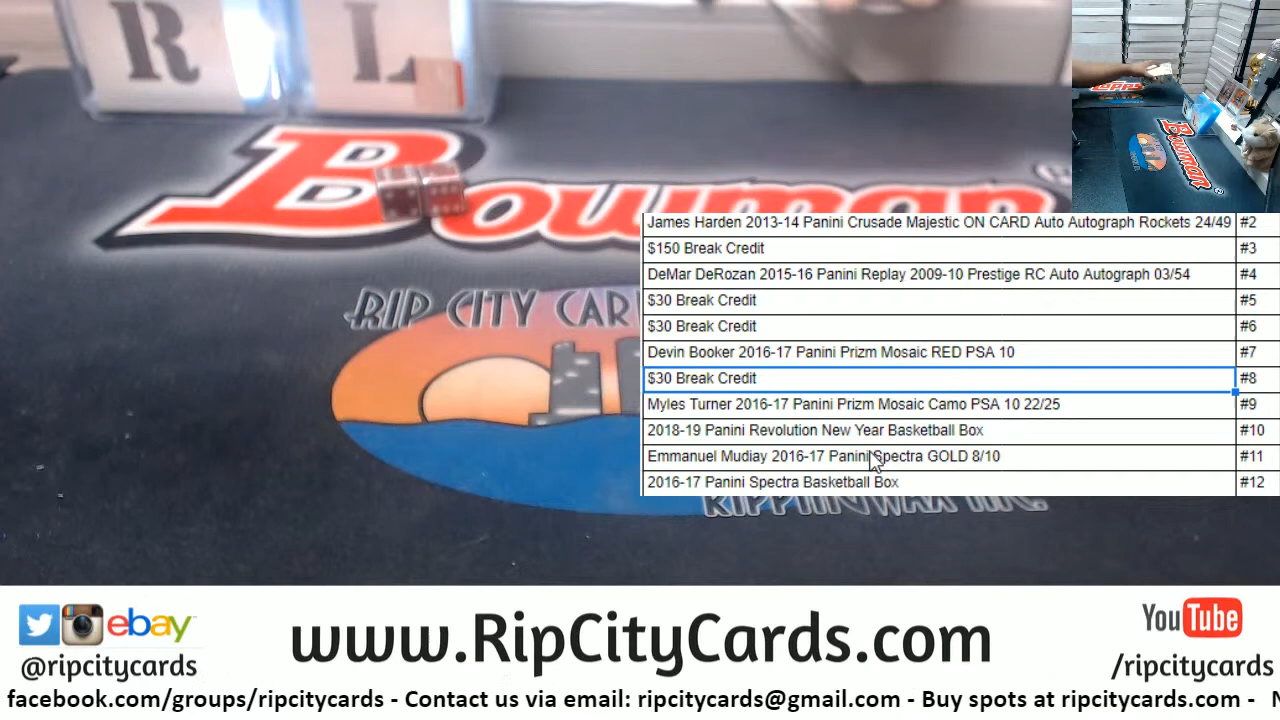 R L
Bowman
®
TOPPS
BOWMAN
RIP CITY CAR
RIPPIN WAX INC.
James Harden 2013-14 Panini Crusade Majestic ON CARD Auto Autograph Rockets 24/49 #2
$150 Break Credit #3
DeMar DeRozan 2015-16 Panini Replay 2009-10 Prestige RC Auto Autograph 03/54 #4
$30 Break Credit #5
$30 Break Credit #6
Devin Booker 2016-17 Panini Prizm Mosaic RED PSA 10 #7
$30 Break Credit #8
Myles Turner 2016-17 Panini Prizm Mosaic Camo PSA 10 22/25 #9
2018-19 Panini Revolution New Year Basketball Box #10
Emmanuel Mudiay 2016-17 Panini Spectra GOLD 8/10 #11
2016-17 Panini Spectra Basketball Box #12
ebay
@ripcitycards
www.RipCityCards.com
YouTube
/ripcitycards
facebook.com/groups/ripcitycards - Contact us via email: ripcitycards@gmail.com - Buy spots at ripcitycards.com -